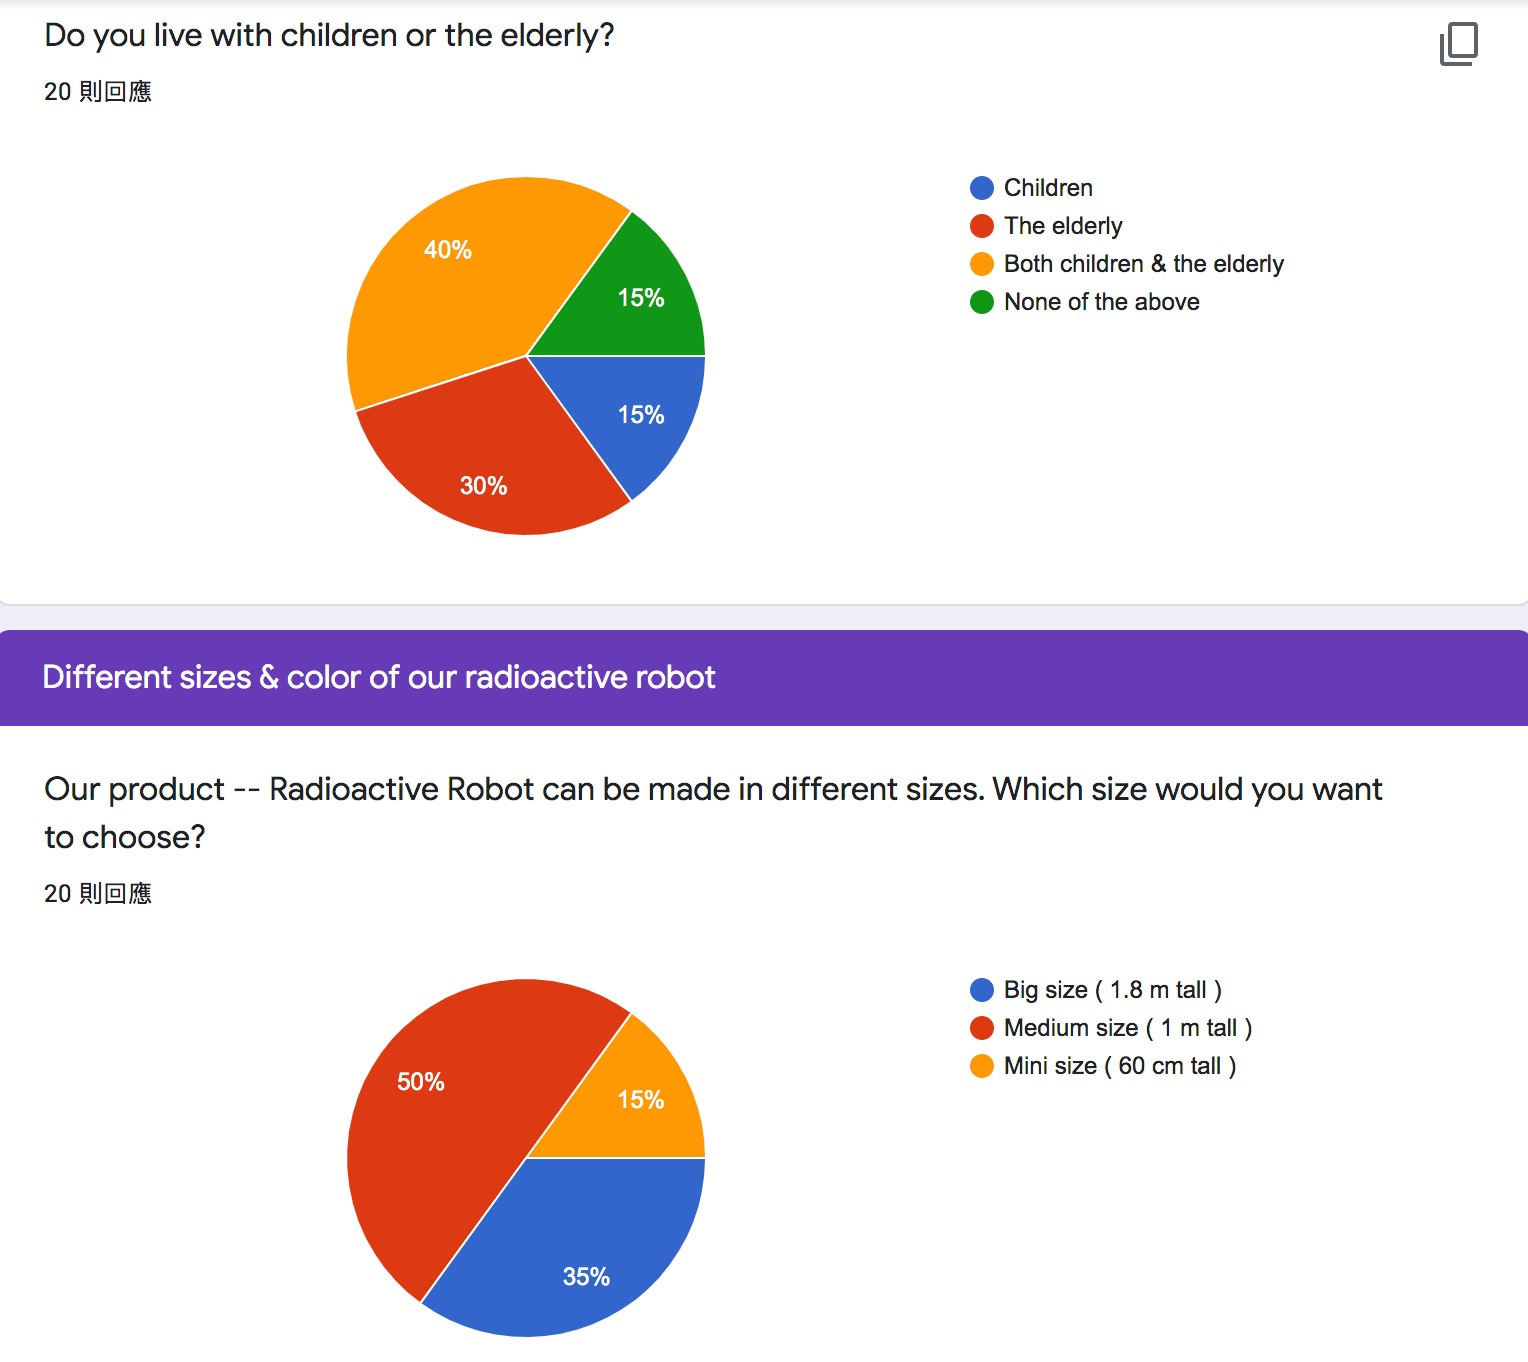 Do you live with children or the elderly?
20 則回應
Children
The elderly
Both children & the elderly
None of the above
40%
15%
15%
30%
Different sizes & color of our radioactive robot
Our product -- Radioactive Robot can be made in different sizes. Which size would you want
to choose?
20 則回應
Big size ( 1.8 m tall )
Medium size ( 1 m tall )
Mini size ( 60 cm tall )
50%
15%
35%